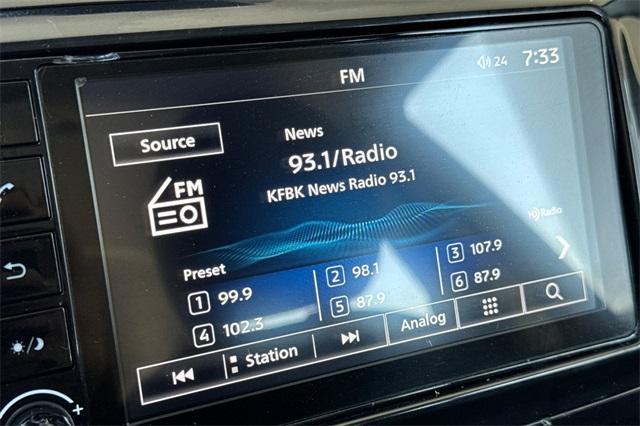 FM
24 7:33
Source
News
93.1/Radio
KFBK News Radio 93.1
FM
HD Radio
Preset
1 99.9
2 98.1
3 107.9
4 102.3
5 87.9
6 87.9
Station
Analog